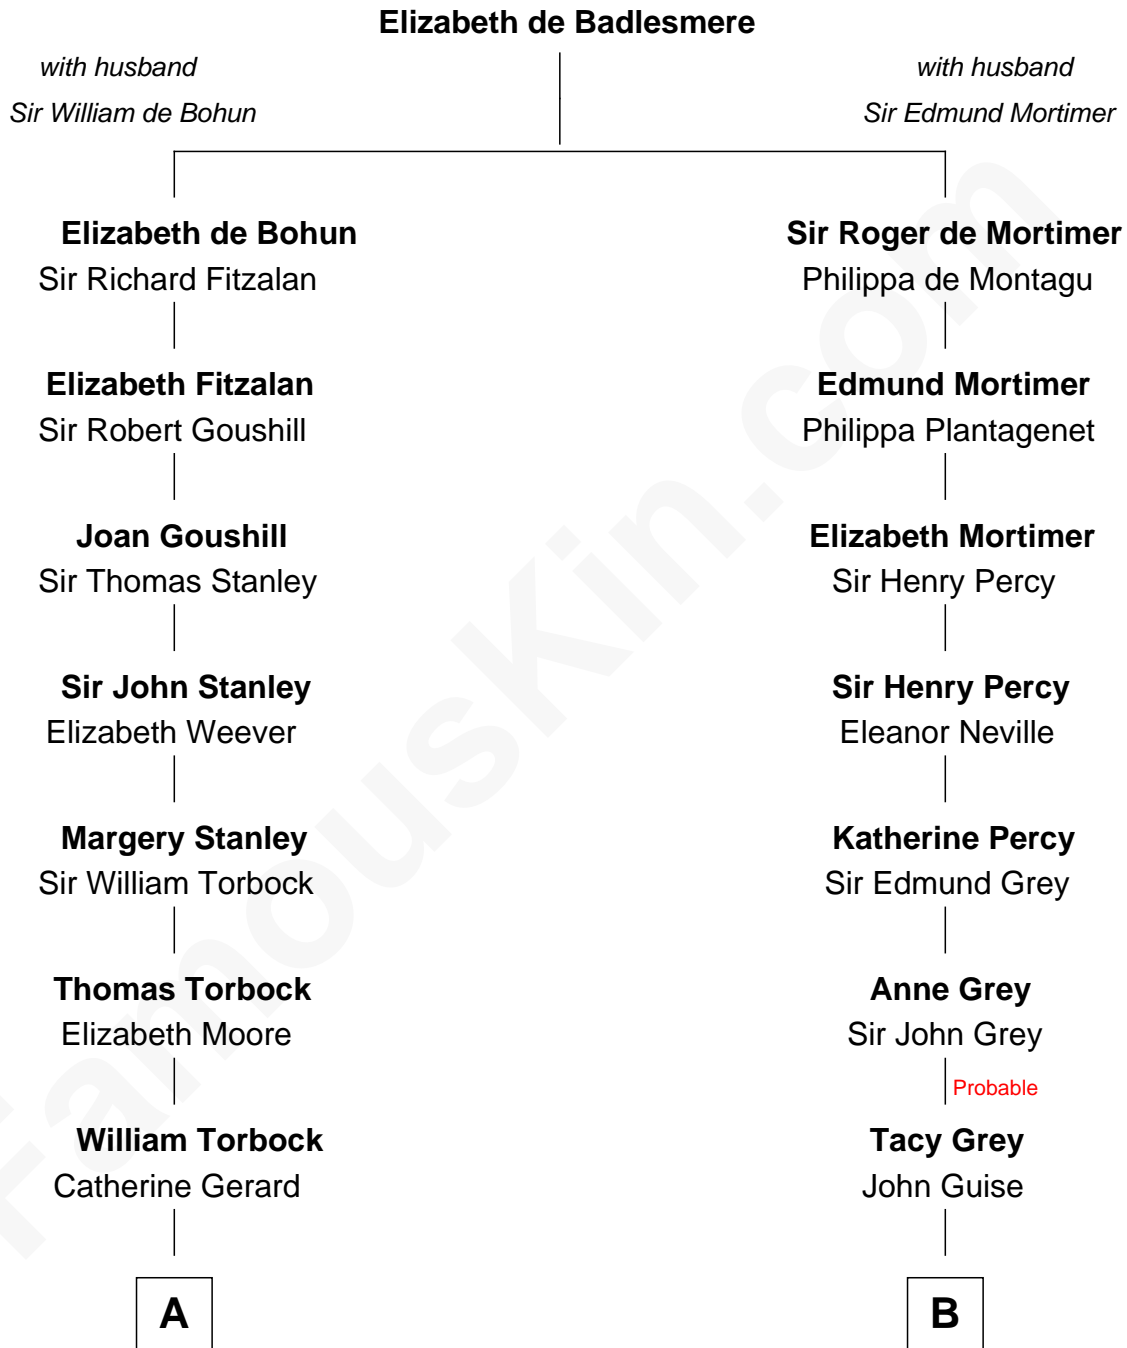 Elizabeth de Badlesmere
with husband
Sir William de Bohun
with husband
Sir Edmund Mortimer
Elizabeth de Bohun
Sir Richard Fitzalan
Sir Roger de Mortimer
Philippa de Montagu
Elizabeth Fitzalan
Sir Robert Goushill
Edmund Mortimer
Philippa Plantagenet
Joan Goushill
Sir Thomas Stanley
Elizabeth Mortimer
Sir Henry Percy
Sir John Stanley
Elizabeth Weever
Sir Henry Percy
Eleanor Neville
Margery Stanley
Sir William Torbock
Katherine Percy
Sir Edmund Grey
Thomas Torbock
Elizabeth Moore
Anne Grey
Sir John Grey
Probable
William Torbock
Catherine Gerard
Tacy Grey
John Guise
A
B
FamousKin.com